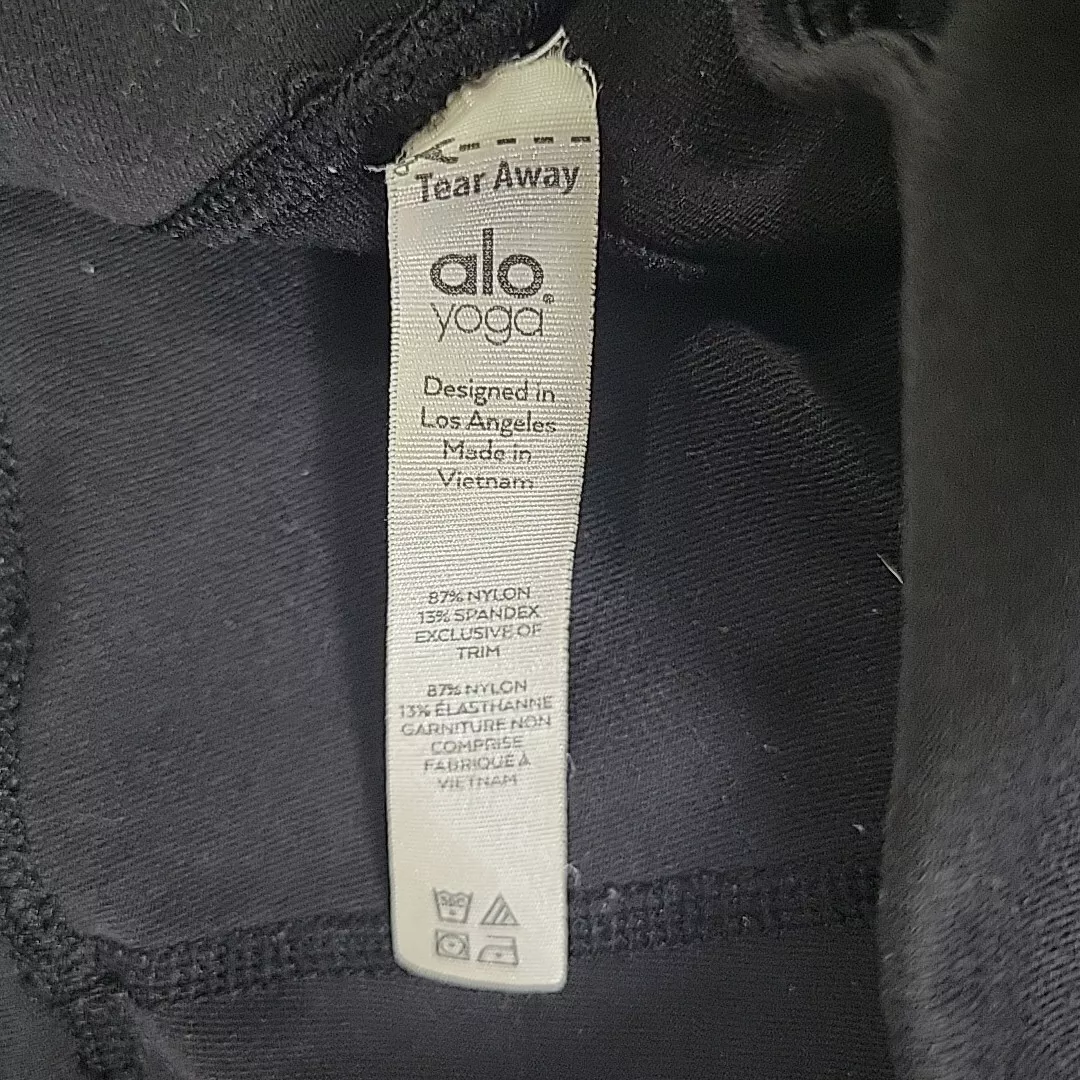 Tear Away
alo
yoga®
Designed in
Los Angeles
Made in
Vietnam
87% NYLON
13% SPANDEX
EXCLUSIVE OF
TRIM
87% NYLON
13% ÉLASTHANNE
GARNITURE NON
COMPRISE
FABRIQUÉ À
VIETNAM